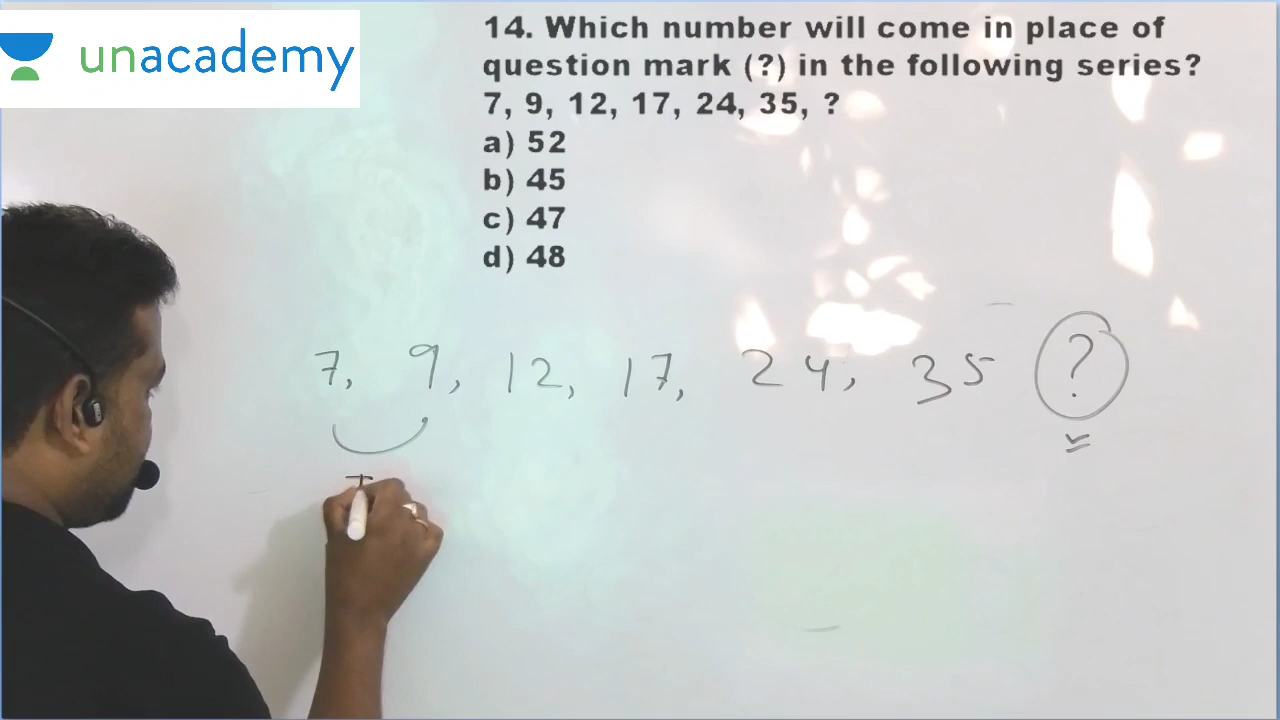 unacademy
14. Which number will come in place of
question mark (?) in the following series?
7, 9, 12, 17, 24, 35, ?
a) 52
b) 45
c) 47
d) 48
7, 9, 12, 17, 24, 35 ?
+